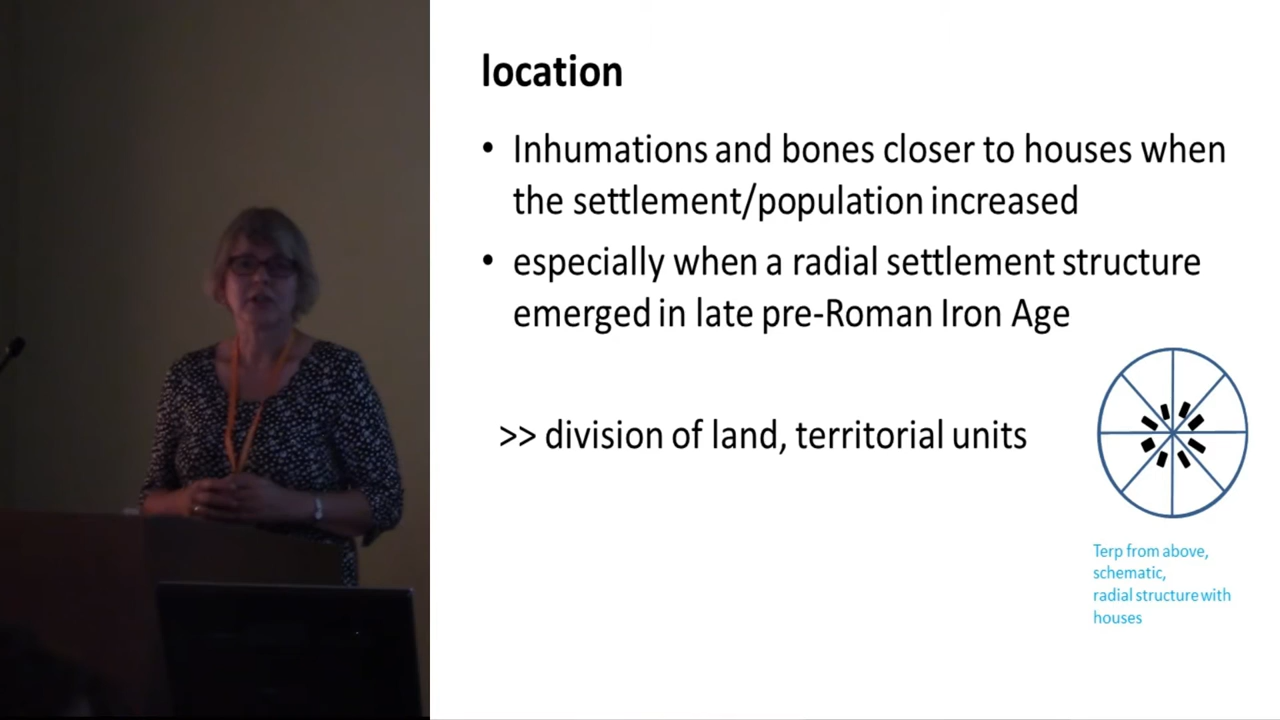 location
• Inhumations and bones closer to houses when
the settlement/population increased
• especially when a radial settlement structure
emerged in late pre-Roman Iron Age
>> division of land, territorial units
Terp from above,
schematic,
radial structure with
houses